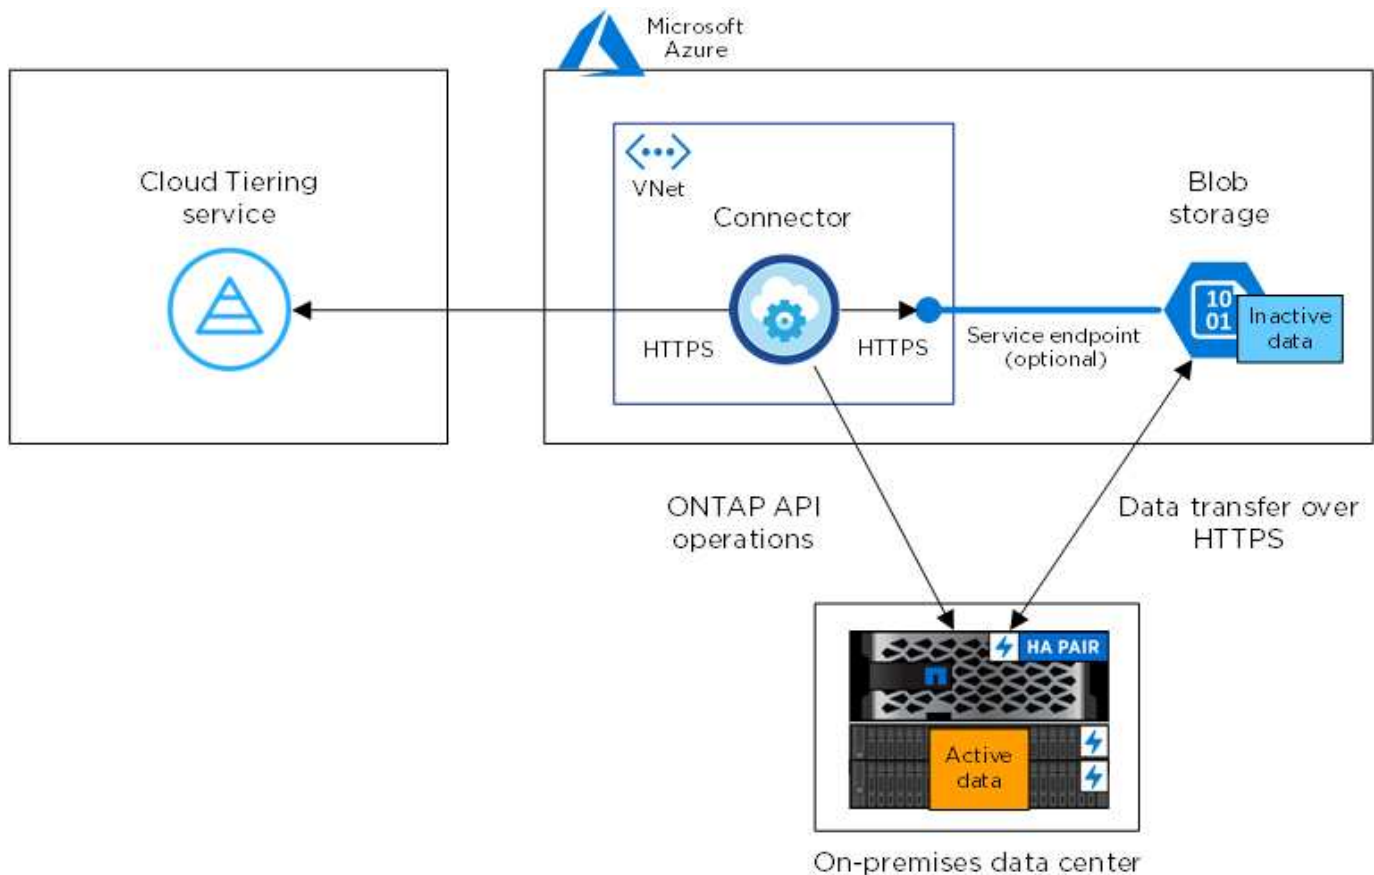 Microsoft
Azure
Cloud Tiering
service
VNet
Connector
Blob
storage
10
01
Inactive
data
HTTPS
HTTPS
Service endpoint
(optional)
ONTAP API
operations
Data transfer over
HTTPS
HA PAIR
Active
data
On-premises data center